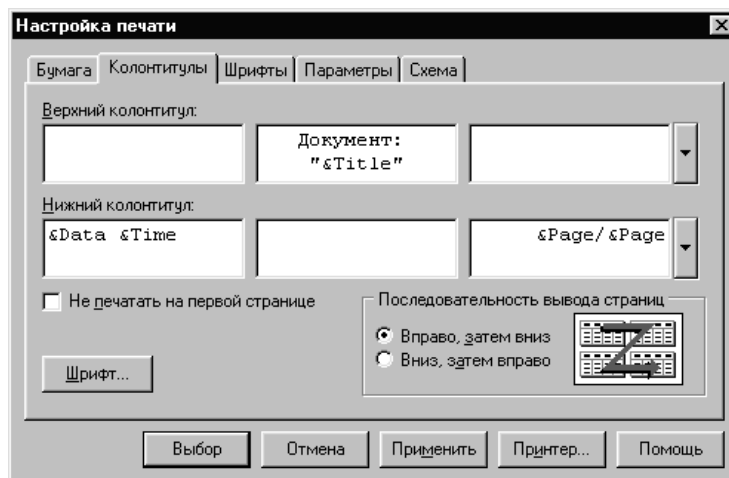 Настройка печати
Бумага Колонтитулы Шрифты Параметры Схема
Верхний колонтитул:
Документ:
"&Title"
Нижний колонтитул:
&Data &Time &Page/&Page
Не печатать на первой странице
Последовательность вывода страниц
Вправо, затем вниз
Вниз, затем вправо
Шрифт...
Выбор Отмена Применить Принтер... Помощь